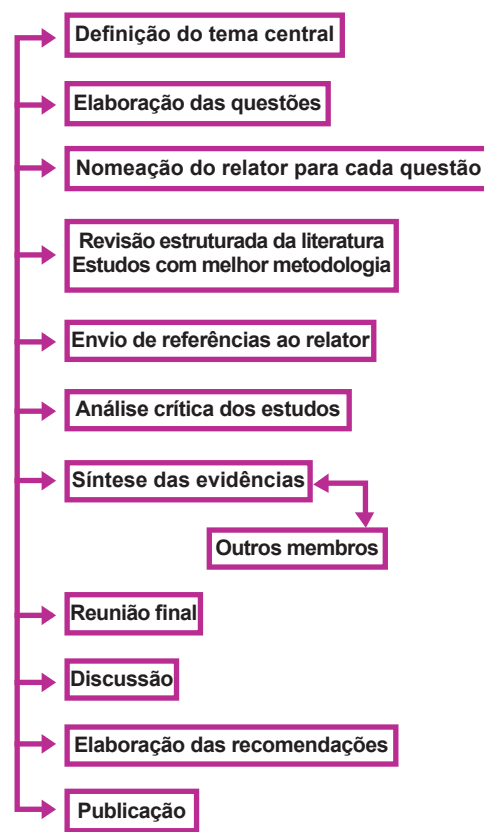 Definição do tema central
Elaboração das questões
Nomeação do relator para cada questão
Revisão estruturada da literatura
Estudos com melhor metodologia
Envio de referências ao relator
Análise crítica dos estudos
Síntese das evidências
Outros membros
Reunião final
Discussão
Elaboração das recomendações
Publicação